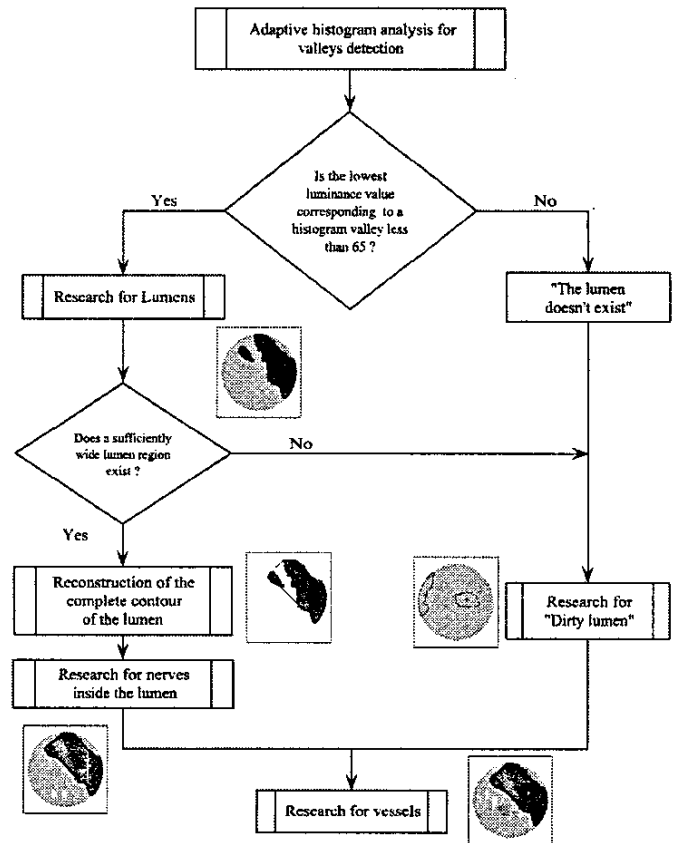 Adaptive histogram analysis for
valleys detection
Is the lowest
luminance value
corresponding to a
histogram valley less
than 65 ?
Yes
No
Research for Lumens
"The lumen
doesn't exist"
Does a sufficiently
wide lumen region
exist ?
No
Yes
Reconstruction of the
complete contour
of the lumen
Research for
"Dirty lumen"
Research for nerves
inside the lumen
Research for vessels